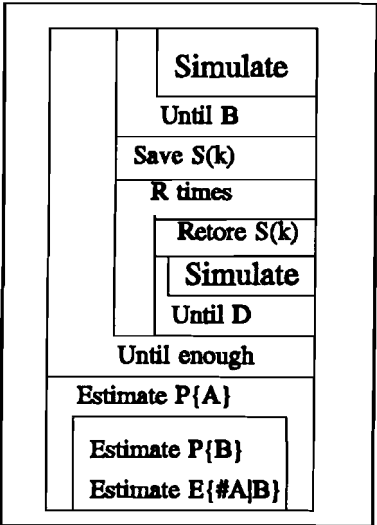 Simulate
Until B
Save S(k)
R times
Retore S(k)
Simulate
Until D
Until enough
Estimate P{A}
Estimate P{B}
Estimate E{#A|B}